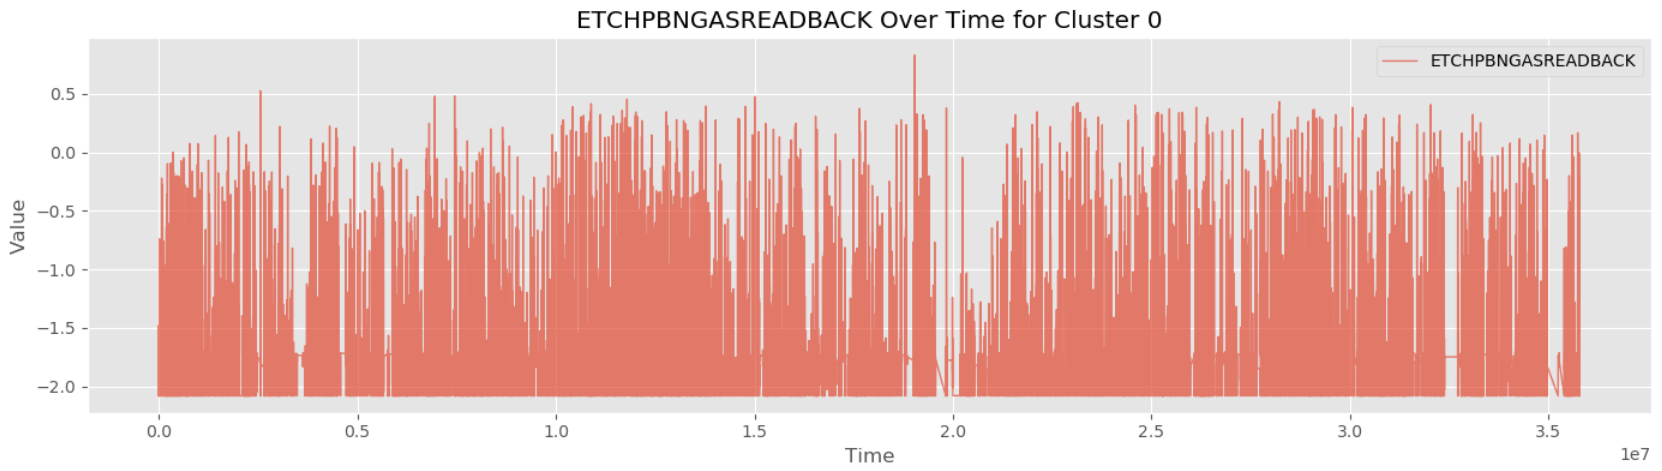 ETCHPBNGASREADBACK Over Time for Cluster 0
ETCHPBNGASREADBACK
Value
0.5
0.0
−0.5
−1.0
−1.5
−2.0
0.0 0.5 1.0 1.5 2.0 2.5 3.0 3.5
Time
1e7